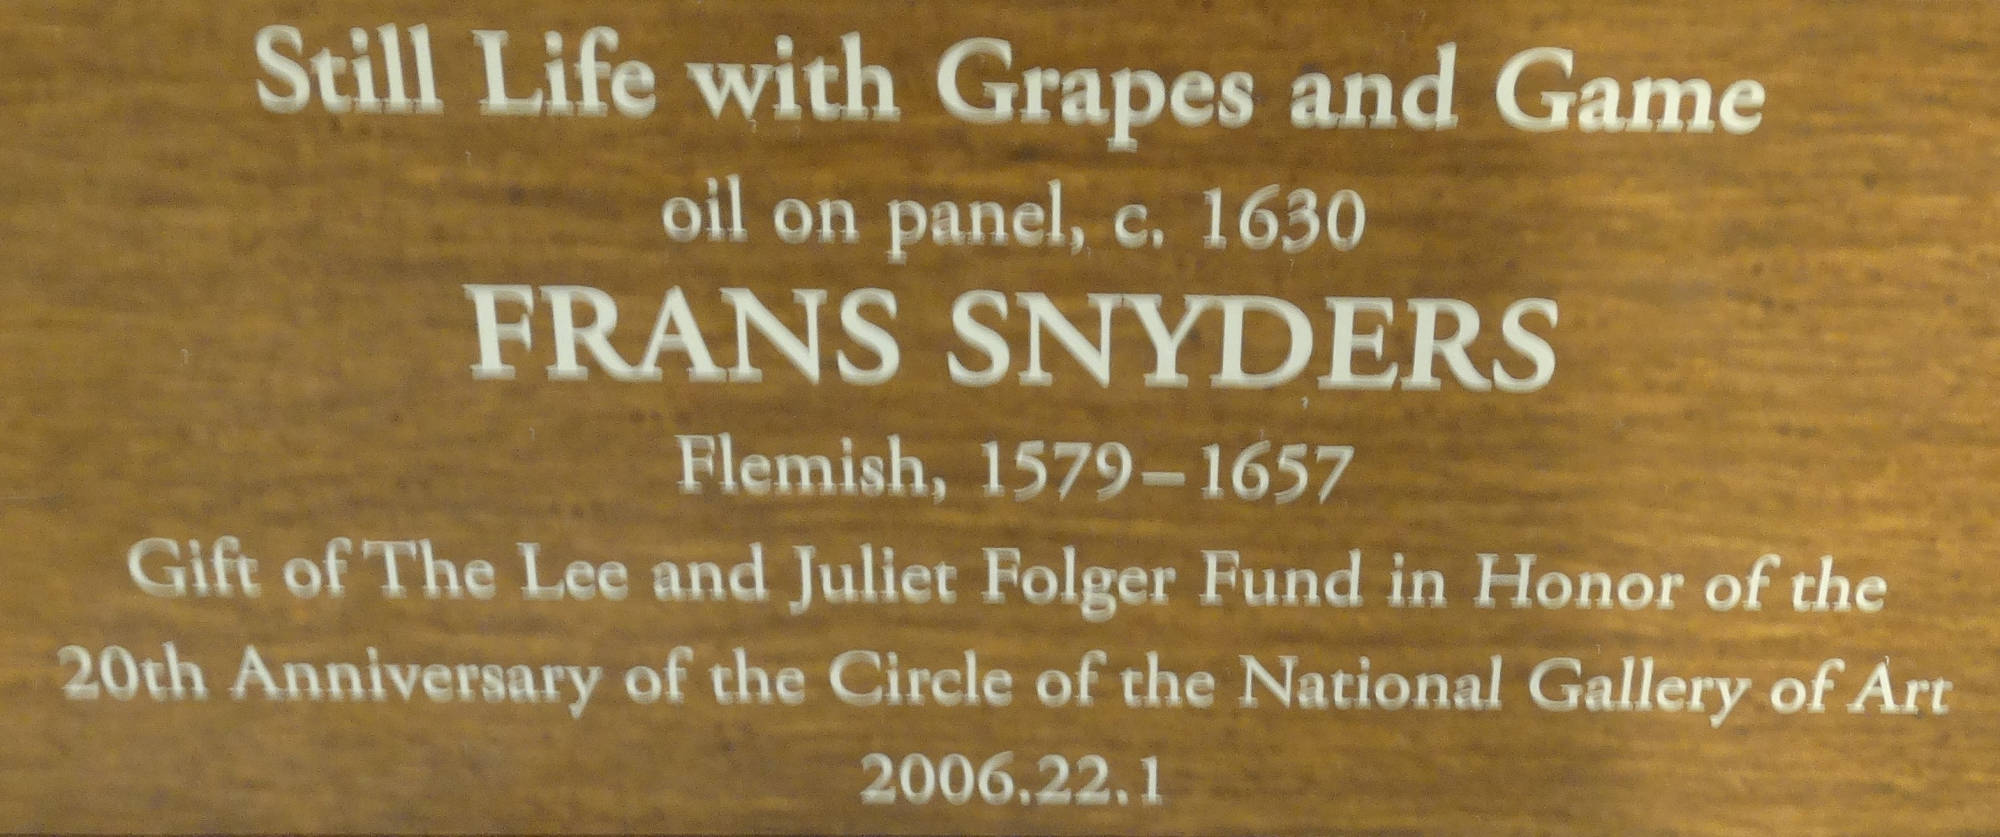 Still Life with Grapes and Game
oil on panel, c. 1630
FRANS SNYDERS
Flemish, 1579–1657
Gift of The Lee and Juliet Folger Fund in Honor of the
20th Anniversary of the Circle of the National Gallery of Art
2006.22.1